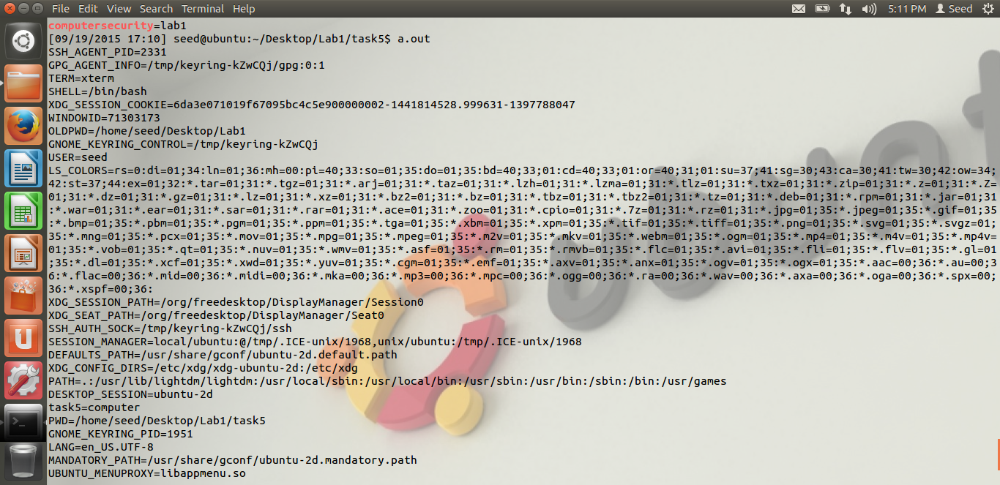 File Edit View Search Terminal Help 5:11 PM Seed
computersecurity=lab1
[09/19/2015 17:10] seed@ubuntu:~/Desktop/Lab1/task5$ a.out
SSH_AGENT_PID=2331
GPG_AGENT_INFO=/tmp/keyring-kZwCQj/gpg:0:1
TERM=xterm
SHELL=/bin/bash
XDG_SESSION_COOKIE=6da3e071019f67095bc4c5e900000002-1441814528.999631-1397788047
WINDOWID=71303173
OLDPWD=/home/seed/Desktop/Lab1
GNOME_KEYRING_CONTROL=/tmp/keyring-kZwCQj
USER=seed
LS_COLORS=rs=0:di=01;34:ln=01;36:mh=00:pi=40;33:so=01;35:do=01;35:bd=40;33;01:cd=40;33;01:or=40;31;01:su=37;41:sg=30;43:ca=30;41:tw=30;42:ow=34;
42:st=37;44:ex=01;32:*.tar=01;31:*.tgz=01;31:*.arj=01;31:*.taz=01;31:*.lzh=01;31:*.lzma=01;31:*.tlz=01;31:*.txz=01;31:*.zip=01;31:*.z=01;31:*.Z=
01;31:*.dz=01;31:*.gz=01;31:*.lz=01;31:*.xz=01;31:*.bz2=01;31:*.bz=01;31:*.tbz=01;31:*.tbz2=01;31:*.tz=01;31:*.deb=01;31:*.rpm=01;31:*.jar=01;31
:*.war=01;31:*.ear=01;31:*.sar=01;31:*.rar=01;31:*.ace=01;31:*.zoo=01;31:*.cpio=01;31:*.7z=01;31:*.rz=01;31:*.jpg=01;35:*.jpeg=01;35:*.gif=01;35
:*.bmp=01;35:*.pbm=01;35:*.pgm=01;35:*.ppm=01;35:*.tga=01;35:*.xbm=01;35:*.xpm=01;35:*.tif=01;35:*.tiff=01;35:*.png=01;35:*.svg=01;35:*.svgz=01;
35:*.mng=01;35:*.pcx=01;35:*.mov=01;35:*.mpg=01;35:*.mpeg=01;35:*.m2v=01;35:*.mkv=01;35:*.webm=01;35:*.ogm=01;35:*.mp4=01;35:*.m4v=01;35:*.mp4v=
01;35:*.vob=01;35:*.qt=01;35:*.nuv=01;35:*.wmv=01;35:*.asf=01;35:*.rm=01;35:*.rmvb=01;35:*.flc=01;35:*.avi=01;35:*.fli=01;35:*.flv=01;35:*.gl=01
;35:*.dl=01;35:*.xcf=01;35:*.xwd=01;35:*.yuv=01;35:*.cgm=01;35:*.emf=01;35:*.axv=01;35:*.anx=01;35:*.ogv=01;35:*.ogx=01;35:*.aac=00;36:*.au=00;3
6:*.flac=00;36:*.mid=00;36:*.midi=00;36:*.mka=00;36:*.mp3=00;36:*.mpc=00;36:*.ogg=00;36:*.ra=00;36:*.wav=00;36:*.axa=00;36:*.oga=00;36:*.spx=00;
36:*.xspf=00;36:
XDG_SESSION_PATH=/org/freedesktop/DisplayManager/Session0
XDG_SEAT_PATH=/org/freedesktop/DisplayManager/Seat0
SSH_AUTH_SOCK=/tmp/keyring-kZwCQj/ssh
SESSION_MANAGER=local/ubuntu:@/tmp/.ICE-unix/1968,unix/ubuntu:/tmp/.ICE-unix/1968
DEFAULTS_PATH=/usr/share/gconf/ubuntu-2d.default.path
XDG_CONFIG_DIRS=/etc/xdg/xdg-ubuntu-2d:/etc/xdg
PATH=.:/usr/lib/lightdm/lightdm:/usr/local/sbin:/usr/local/bin:/usr/sbin:/usr/bin:/sbin:/bin:/usr/games
DESKTOP_SESSION=ubuntu-2d
task5=computer
PWD=/home/seed/Desktop/Lab1/task5
GNOME_KEYRING_PID=1951
LANG=en_US.UTF-8
MANDATORY_PATH=/usr/share/gconf/ubuntu-2d.mandatory.path
UBUNTU_MENUPROXY=libappmenu.so
ubunt